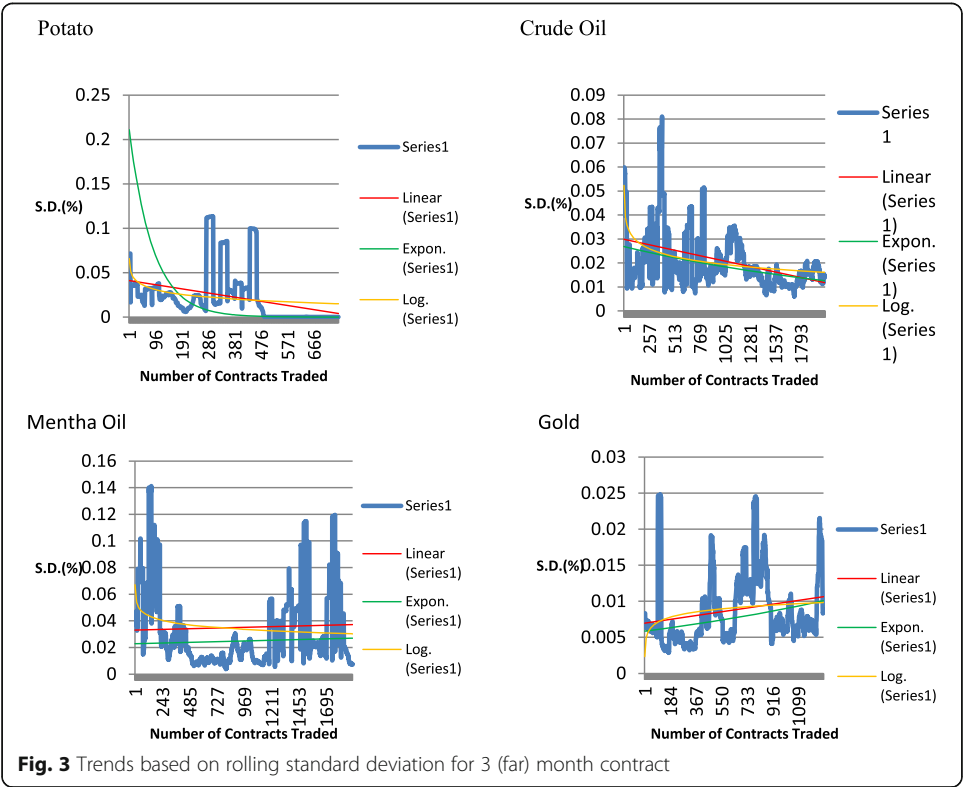 Potato
0.25
0.2
0.15
0.1
0.05
0
S.D.(%)
1
96
191
286
381
476
571
666
Number of Contracts Traded
Series1
Linear
(Series1)
Expon.
(Series1)
Log.
(Series1)
Crude Oil
0.09
0.08
0.07
0.06
0.05
0.04
0.03
0.02
0.01
0
S.D.(%)
1
257
513
769
1025
1281
1537
1793
Number of Contracts Traded
Series
1
Linear
(Series
1)
Expon.
(Series
1)
Log.
(Series
1)
Mentha Oil
0.16
0.14
0.12
0.1
0.08
0.06
0.04
0.02
0
S.D.(%)
1
243
485
727
969
1211
1453
1695
Number of Contracts Traded
Series1
Linear
(Series1)
Expon.
(Series1)
Log.
(Series1)
Gold
0.03
0.025
0.02
0.015
0.01
0.005
0
S.D.(%)
1
184
367
550
733
916
1099
Number of Contracts Traded
Series1
Linear
(Series1)
Expon.
(Series1)
Log.
(Series1)
Fig. 3 Trends based on rolling standard deviation for 3 (far) month contract